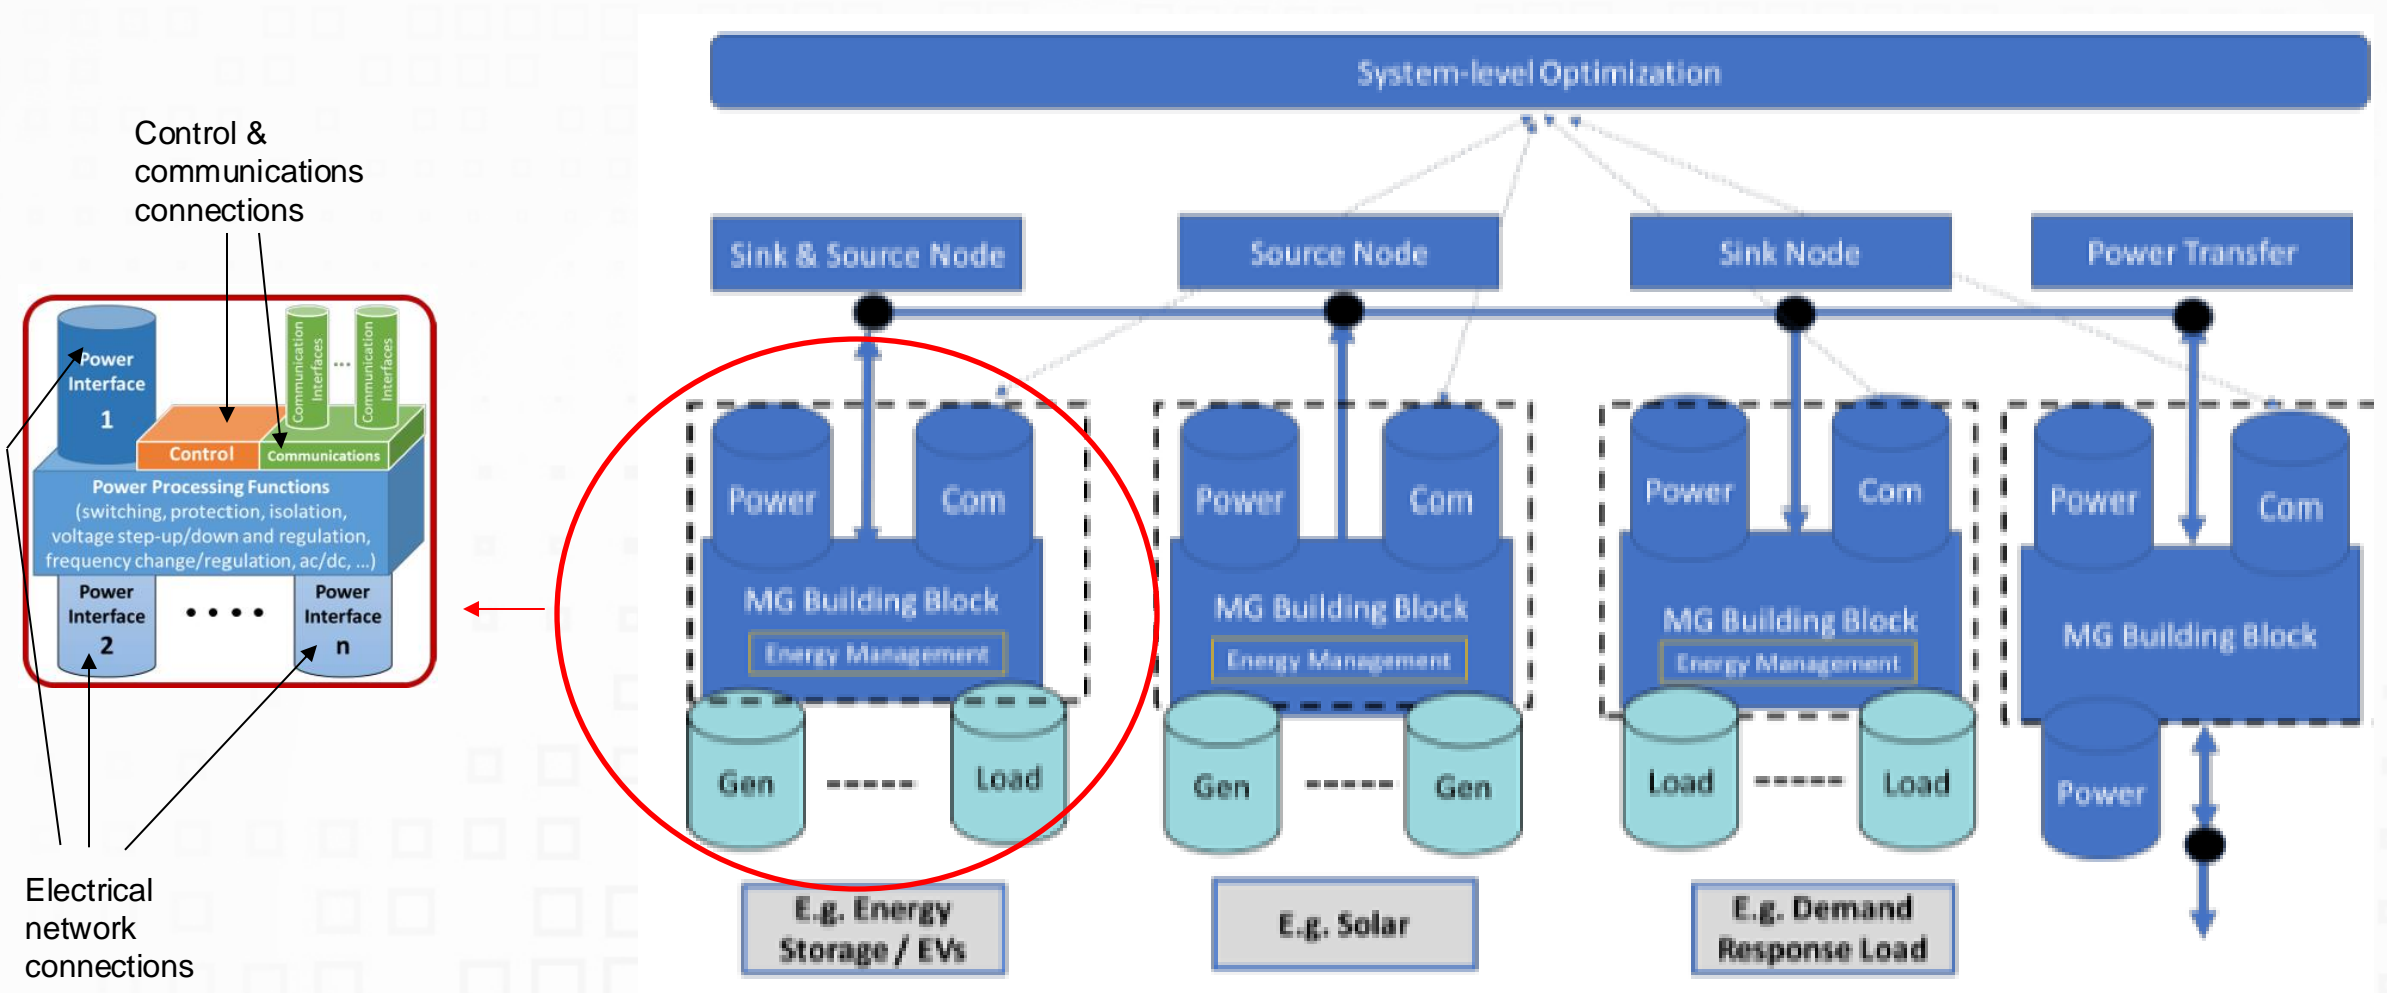 System-level Optimization
Control &
communications
connections
Sink & Source Node
Source Node
Sink Node
Power Transfer
Power
Interface
1
Communication
Interfaces
...
Communication
Interfaces
Control
Communications
Power Processing Functions
(switching, protection, isolation,
voltage step-up/down and regulation,
frequency change/regulation, ac/dc, ...)
Power
Interface
2
Power
Interface
n
Electrical
network
connections
Power
Com
MG Building Block
Energy Management
Gen
Load
E.g. Energy
Storage / EVs
Power
Com
MG Building Block
Energy Management
Gen
Gen
E.g. Solar
Power
Com
MG Building Block
Energy Management
Load
Load
E.g. Demand
Response Load
Power
Com
MG Building Block
Power